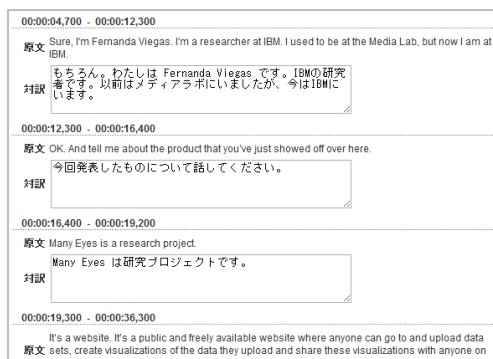 00:00:04,700 - 00:00:12,300
原文 Sure, I'm Fernanda Viegas. I'm a researcher at IBM. I used to be at the Media Lab, but now I am at
IBM.
対訳 もちろん。わたしは Fernanda Viegas です。IBMの研究
者です。以前はメディアラボにいましたが、今はIBMに
います。
00:00:12,300 - 00:00:16,400
原文 OK. And tell me about the product that you've just showed off over here.
対訳 今回発表したものについて話してください。
00:00:16,400 - 00:00:19,200
原文 Many Eyes is a research project.
対訳 Many Eyes は研究プロジェクトです。
00:00:19,300 - 00:00:36,300
It's a website. It's a public and freely available website where anyone can go to and upload data
原文 sets, create visualizations of the data they upload and share these visualizations with anyone on